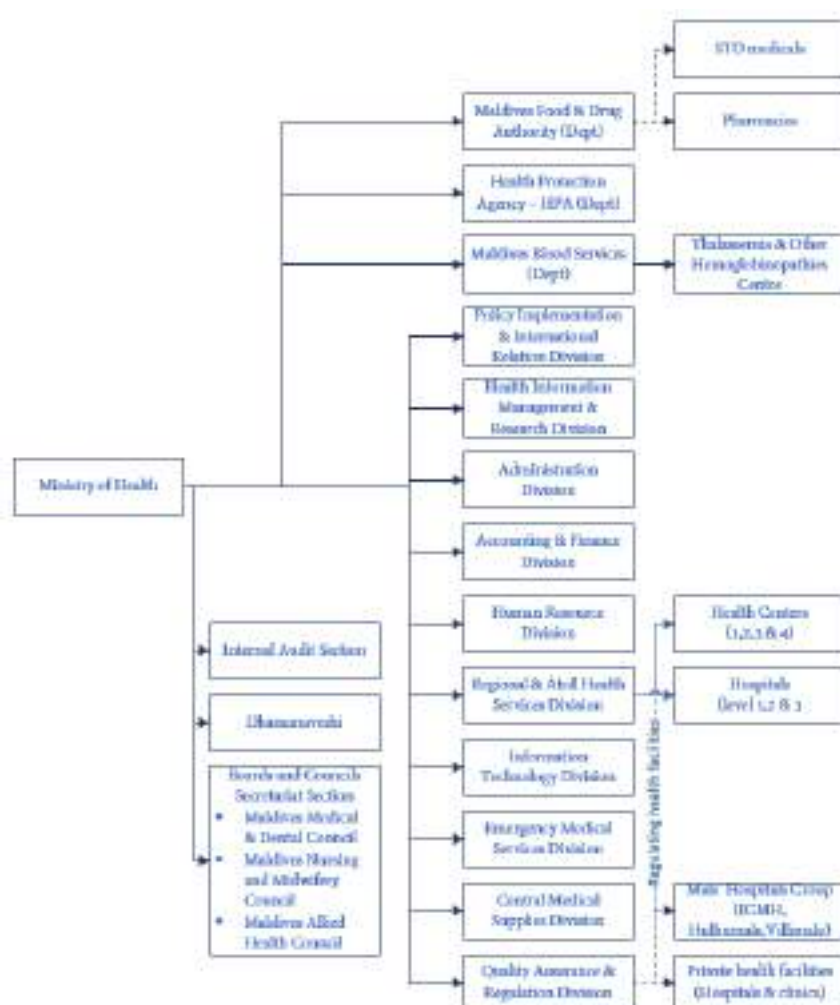 STO medicals
Maldives Food & Drug
Authority (Dept)
Pharmacies
Health Protection
Agency - HPA (Dept)
Maldives Blood Services
(Dept)
Thalassemia & Other
Hemoglobinopathies
Centre
Policy Implementation
& International
Relation Division
Health Information
Management &
Research Division
Ministry of Health
Administration
Division
Accounting & Finance
Division
Human Resource
Division
Health Centers
(1,2,3 & 4)
Internal Audit Section
Regional & Atoll Health
Services Division
Hospitals
(level 1,2 & 3
Dhamanaveshi
Regulating health facilities
Information
Technology Division
Boards and Councils
Secretariat Section
Maldives Medical
& Dental Council
Maldives Nursing
and Midwifery
Council
Maldives Allied
Health Council
Emergency Medical
Services Division
Central Medical
Supplies Division
Male' Hospitals Group
Hulhumale, Villimale)
Quality Assurance &
Regulation Division
Private health facilities
(Hospitals & clinics)